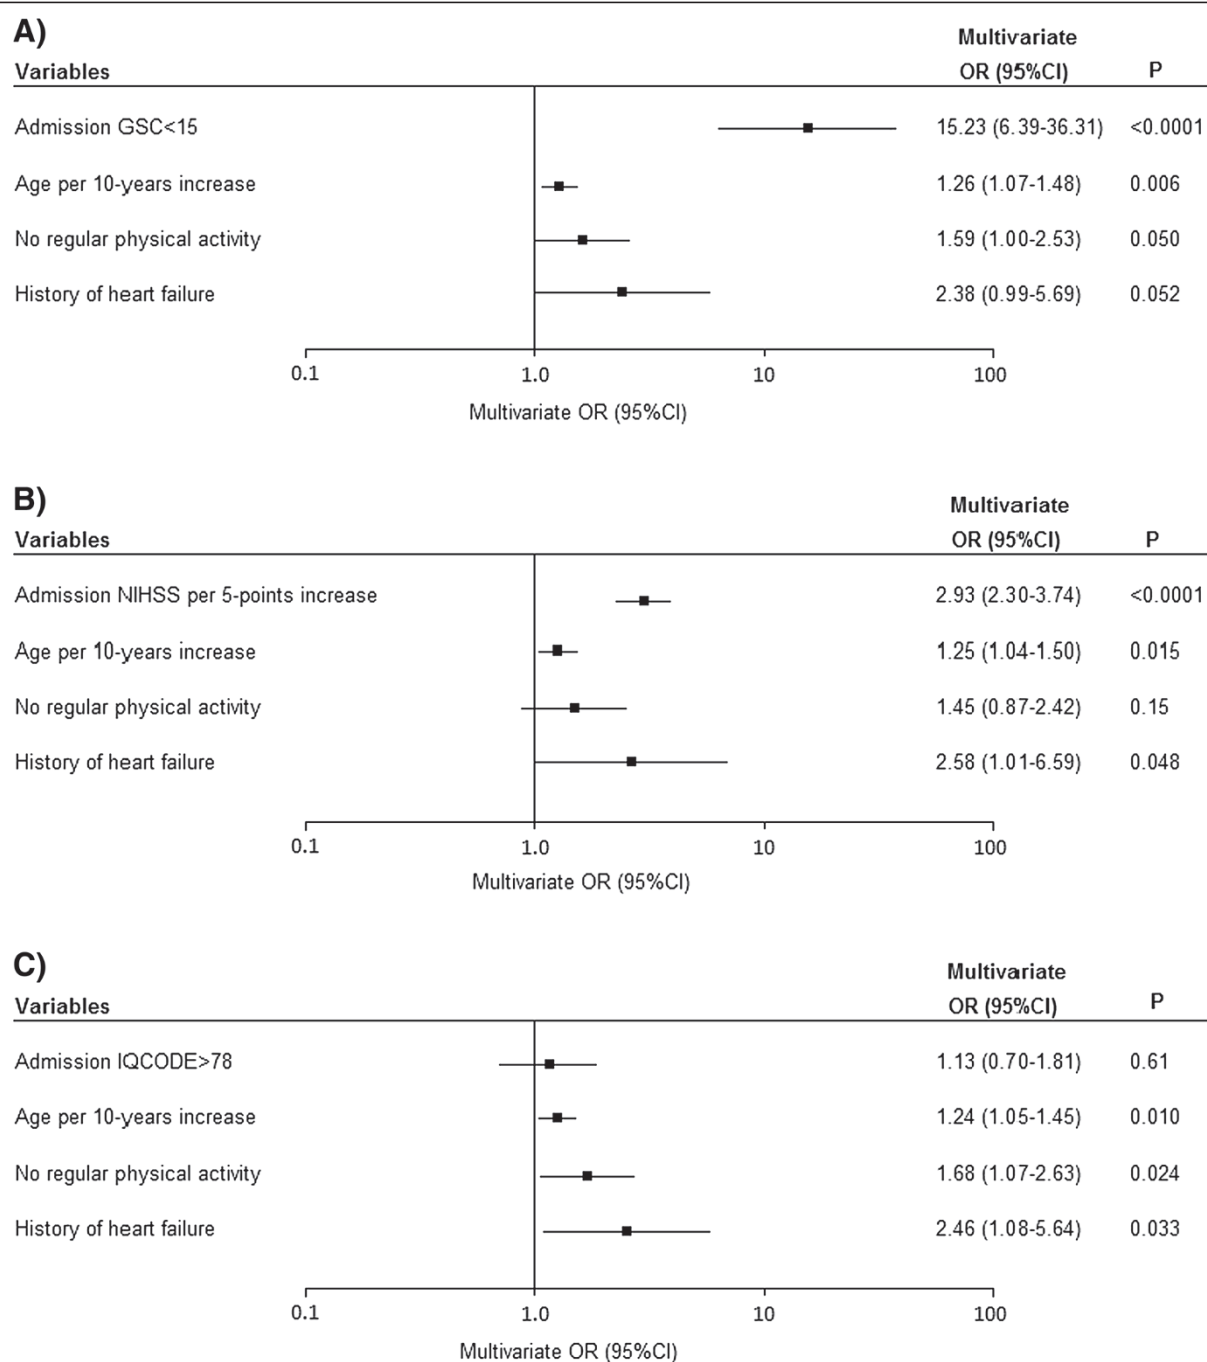 A)
Multivariate
Variables OR (95%CI) P
Admission GSC<15 15.23 (6.39-36.31) <0.0001
Age per 10-years increase 1.26 (1.07-1.48) 0.006
No regular physical activity 1.59 (1.00-2.53) 0.050
History of heart failure 2.38 (0.99-5.69) 0.052
0.1 1.0 10 100
Multivariate OR (95%CI)
B)
Multivariate
Variables OR (95%CI) P
Admission NIHSS per 5-points increase 2.93 (2.30-3.74) <0.0001
Age per 10-years increase 1.25 (1.04-1.50) 0.015
No regular physical activity 1.45 (0.87-2.42) 0.15
History of heart failure 2.58 (1.01-6.59) 0.048
0.1 1.0 10 100
Multivariate OR (95%CI)
C)
Multivariate
Variables OR (95%CI) P
Admission IQCODE>78 1.13 (0.70-1.81) 0.61
Age per 10-years increase 1.24 (1.05-1.45) 0.010
No regular physical activity 1.68 (1.07-2.63) 0.024
History of heart failure 2.46 (1.08-5.64) 0.033
0.1 1.0 10 100
Multivariate OR (95%CI)